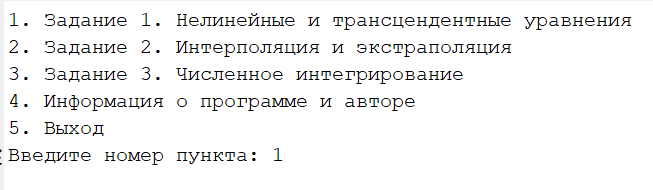 1. Задание 1. Нелинейные и трансцендентные уравнения
2. Задание 2. Интерполяция и экстраполяция
3. Задание 3. Численное интегрирование
4. Информация о программе и авторе
5. Выход
Введите номер пункта: 1